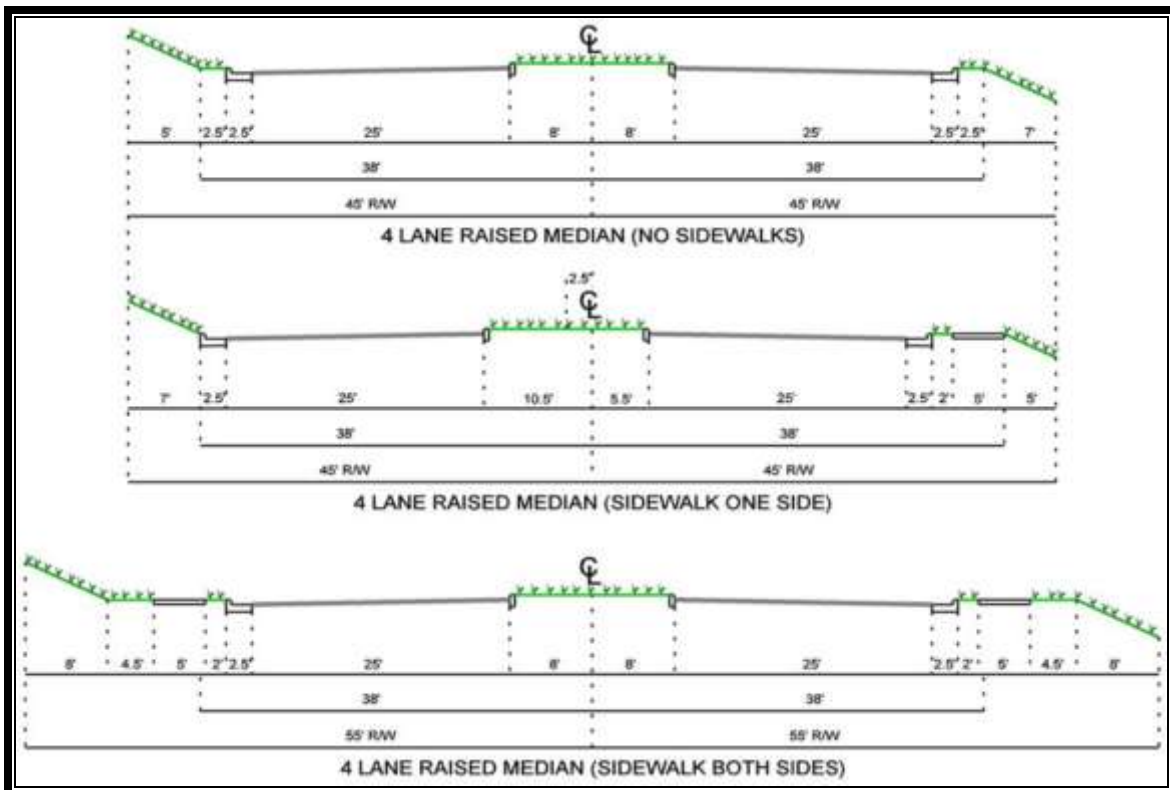 ℄
5' 2.5' 2.5' 25' 8' 8' 25' 2.5' 2.5' 7'
38' 38'
45' R/W 45' R/W
4 LANE RAISED MEDIAN (NO SIDEWALKS)
2.5'
℄
7' 2.5' 25' 10.5' 5.5' 25' 2.5' 2' 5' 5'
38' 38'
45' R/W 45' R/W
4 LANE RAISED MEDIAN (SIDEWALK ONE SIDE)
℄
8' 4.5' 5' 2' 2.5' 25' 8' 8' 25' 2.5' 2' 5' 4.5' 8'
38' 38'
55' R/W 55' R/W
4 LANE RAISED MEDIAN (SIDEWALK BOTH SIDES)